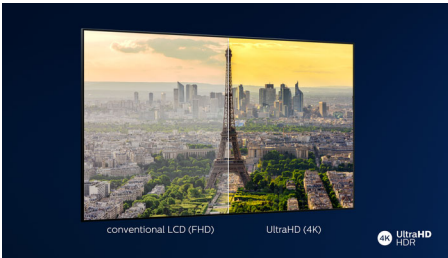 conventional LCD (FHD)
UltraHD (4K)
4K UltraHD
HDR